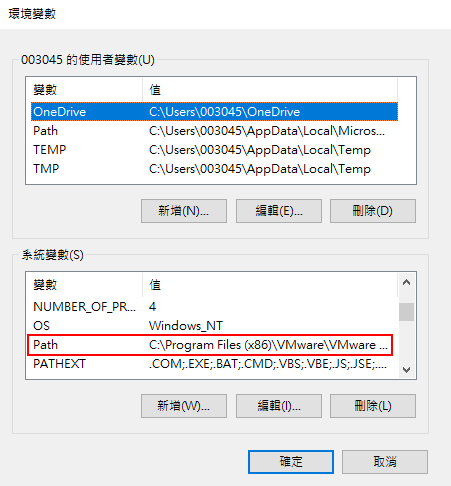 環境變數
003045 的使用者變數(U)
變數 值
OneDrive C:\Users\003045\OneDrive
Path C:\Users\003045\AppData\Local\Micros...
TEMP C:\Users\003045\AppData\Local\Temp
TMP C:\Users\003045\AppData\Local\Temp
新增(N)... 編輯(E)... 刪除(D)
系統變數(S)
變數 值
NUMBER_OF_PR... 4
OS Windows_NT
Path C:\Program Files (x86)\VMware\VMware ...
PATHEXT .COM;.EXE;.BAT;.CMD;.VBS;.VBE;.JS;.JSE;....
新增(W)... 編輯(I)... 刪除(L)
確定 取消